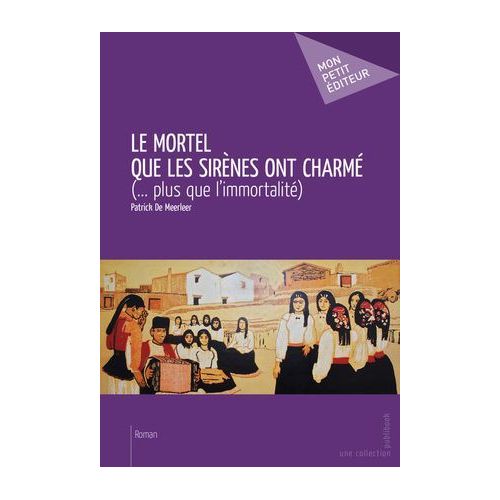 MON
PETIT
ÉDITEUR
LE MORTEL
QUE LES SIRÈNES ONT CHARMÉ
(... plus que l'immortalité)
Patrick De Meerleer
Roman
une collection
publibook